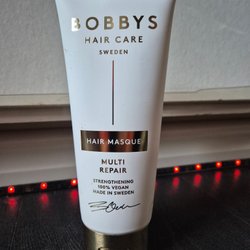 BOBBYS
HAIR CARE
SWEDEN
HAIR MASQUE
MULTI
REPAIR
STRENGTHENING
100% VEGAN
MADE IN SWEDEN